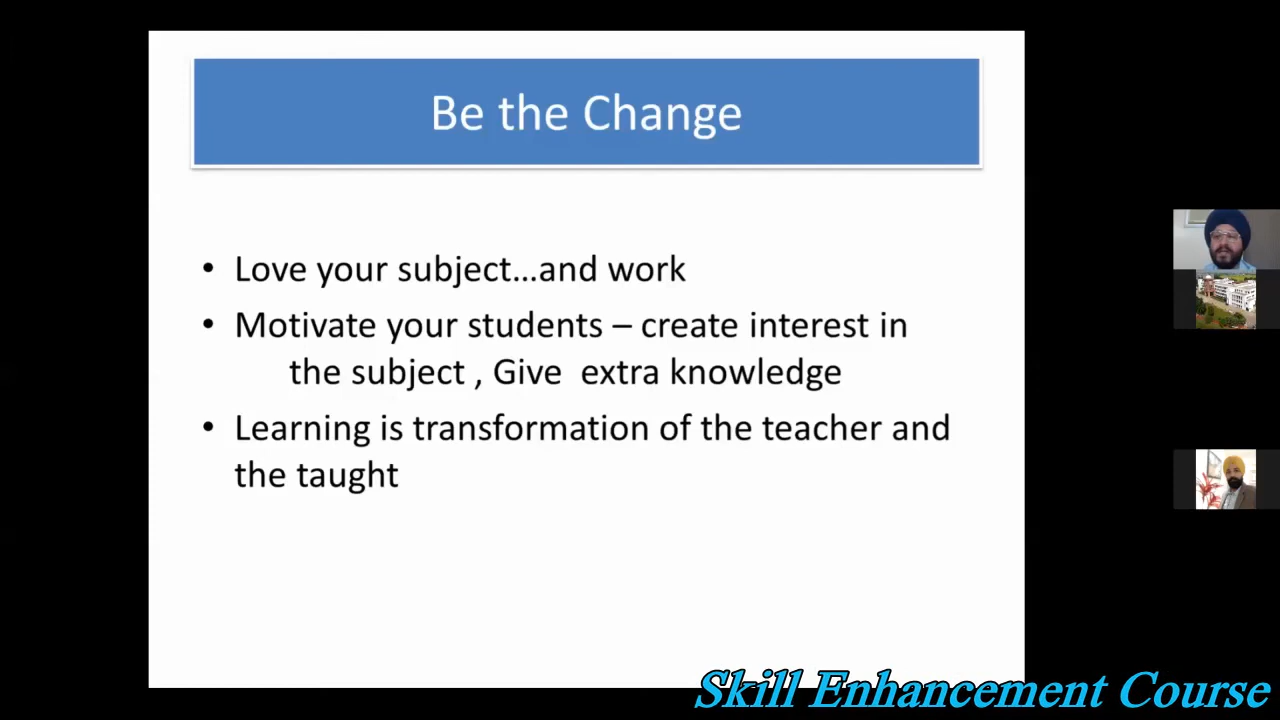 Be the Change
• Love your subject...and work
• Motivate your students – create interest in
the subject , Give  extra knowledge
• Learning is transformation of the teacher and
the taught
Skill Enhancement Course